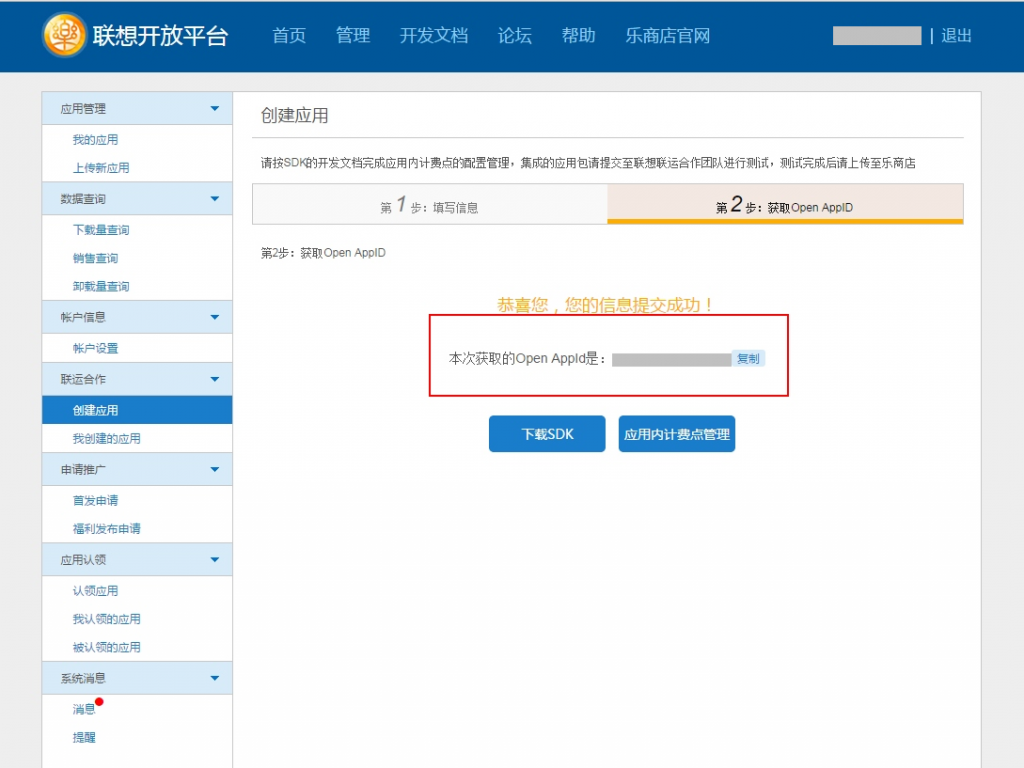 樂
联想开放平台
首页 管理 开发文档 论坛 帮助 乐商店官网 | 退出
应用管理
我的应用
上传新应用
数据查询
下载量查询
销售查询
卸载量查询
帐户信息
帐户设置
联运合作
创建应用
我创建的应用
申请推广
首发申请
福利发布申请
应用认领
认领应用
我认领的应用
被认领的应用
系统消息
消息
提醒
创建应用
请按SDK的开发文档完成应用内计费点的配置管理，集成的应用包请提交至联想联运合作团队进行测试，测试完成后请上传至乐商店
第1步：填写信息
第2步：获取Open AppID
第2步：获取Open AppID
恭喜您，您的信息提交成功！
本次获取的Open AppId是： 复制
下载SDK
应用内计费点管理